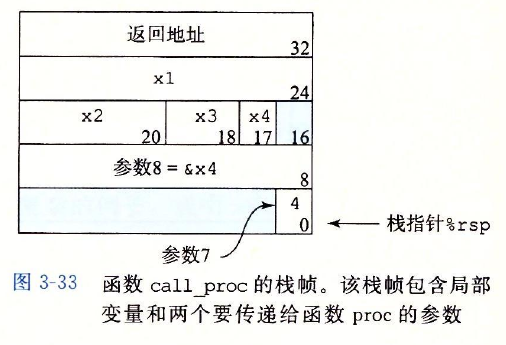 返回地址
32
x1
24
x2 x3 x4
20 18 17 16
参数8 = &x4
8
4
0 栈指针%rsp
参数7
图 3-33 函数 call_proc 的栈帧。该栈帧包含局部
变量和两个要传递给函数 proc 的参数